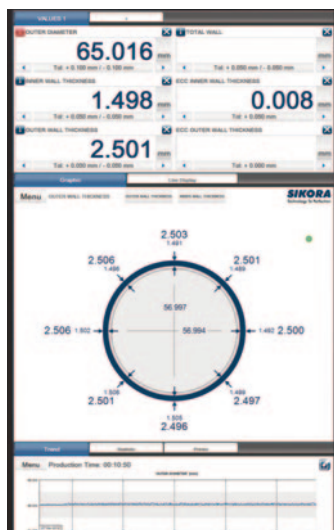 VALUES 1
OUTER DIAMETER
65.016 mm
Tol: + 0.100 mm / - 0.100 mm
TOTAL WALL
mm
Tol: + 0.000 mm / - 0.000 mm
INNER WALL THICKNESS
1.498 mm
Tol: + 0.000 mm / - 0.000 mm
ECC INNER WALL THICKNESS
0.008 mm
Tol: + 0.000 mm
OUTER WALL THICKNESS
2.501 mm
Tol: + 0.000 mm / - 0.000 mm
ECC OUTER WALL THICKNESS
mm
Tol: + 0.000 mm
Graphic
Line Display
Menu
OUTER WALL THICKNESS
INNER WALL THICKNESS
SIKORA
Technology To Perfection
2.503
1.491
2.506
1.496
2.501
1.489
56.997
2.506
1.502
56.994
1.492
2.500
1.506
2.501
1.499
2.497
1.505
2.496
Trend
Statistic
Menu
Production Time: 00:10:50
OUTER DIAMETER [mm]